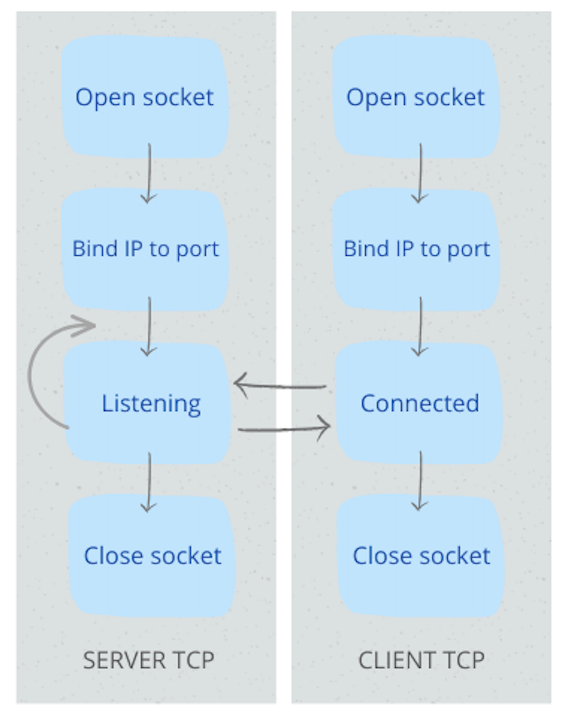 Open socket
Bind IP to port
Listening
Close socket
SERVER TCP
Open socket
Bind IP to port
Connected
Close socket
CLIENT TCP